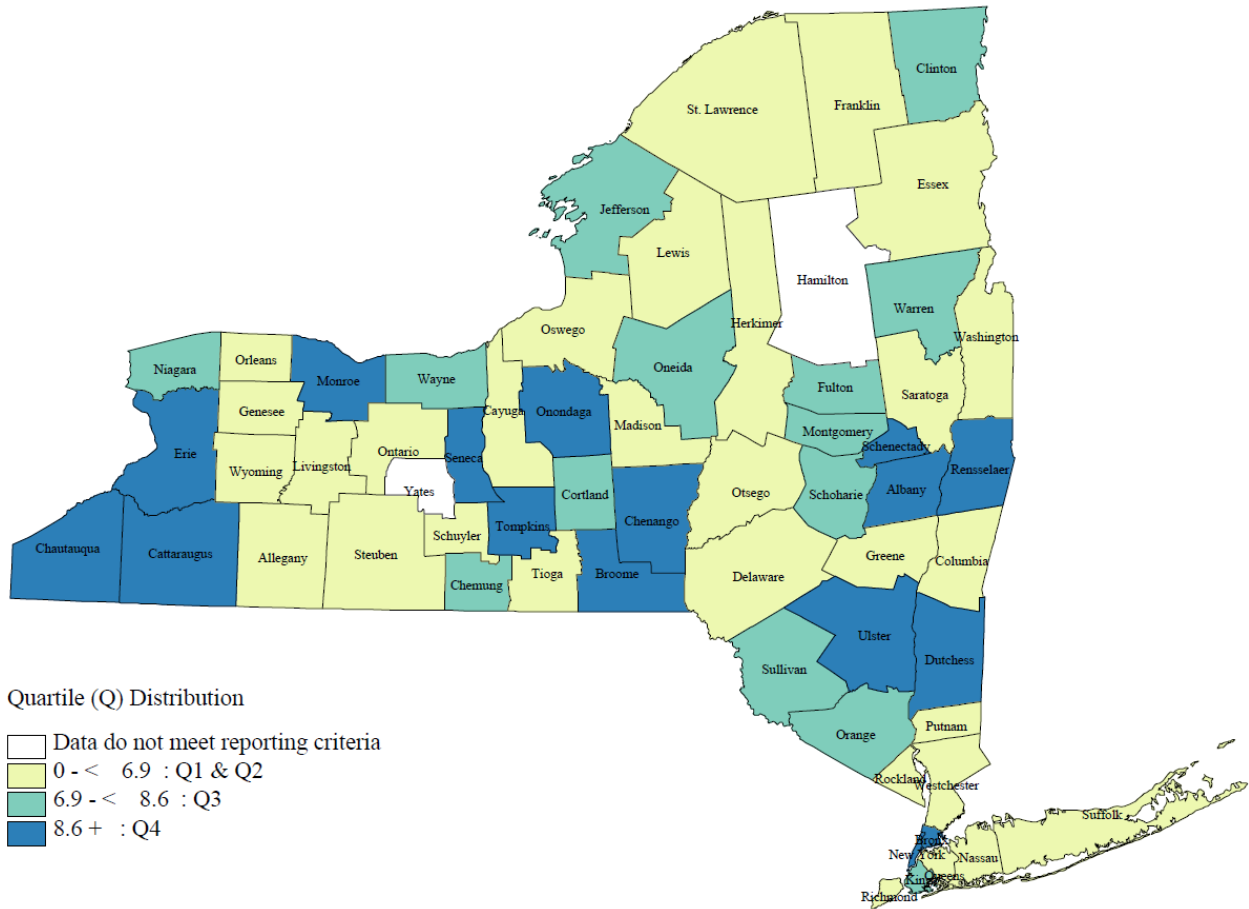 Clinton
Franklin
St. Lawrence
Essex
Jefferson
Lewis
Hamilton
Warren
Herkimer
Oswego
Washington
Orleans
Oneida
Niagara
Monroe
Wayne
Fulton
Saratoga
Genesee
Cayuga
Onondaga
Madison
Montgomery
Schenectady
Erie
Ontario
Seneca
Livingston
Wyoming
Rensselaer
Yates
Cortland
Otsego
Schoharie
Albany
Tompkins
Chenango
Schuyler
Chautauqua
Cattaraugus
Allegany
Steuben
Greene
Columbia
Tioga
Broome
Delaware
Chemung
Ulster
Dutchess
Sullivan
Putnam
Orange
Rockland
Westchester
Suffolk
Bronx
New York
Nassau
Queens
Kings
Richmond
Quartile (Q) Distribution
Data do not meet reporting criteria
0 - < 6.9 : Q1 & Q2
6.9 - < 8.6 : Q3
8.6 + : Q4